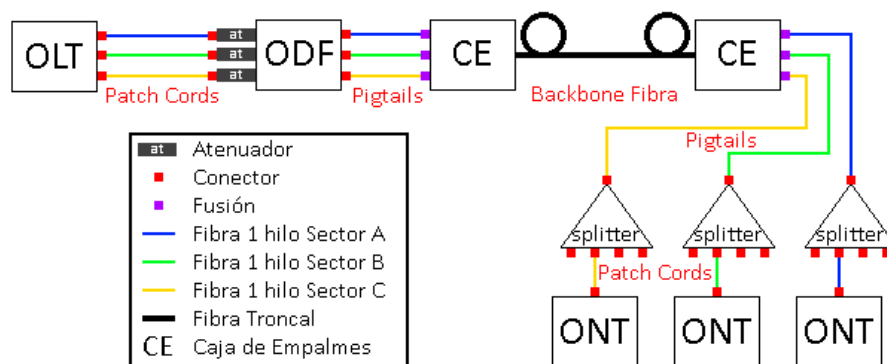 OLT
at
at
at
ODF
CE
CE
Patch Cords
Pigtails
Backbone Fibra
Pigtails
at Atenuador
Conector
Fusión
Fibra 1 hilo Sector A
Fibra 1 hilo Sector B
Fibra 1 hilo Sector C
Fibra Troncal
CE Caja de Empalmes
splitter
splitter
splitter
Patch Cords
ONT
ONT
ONT